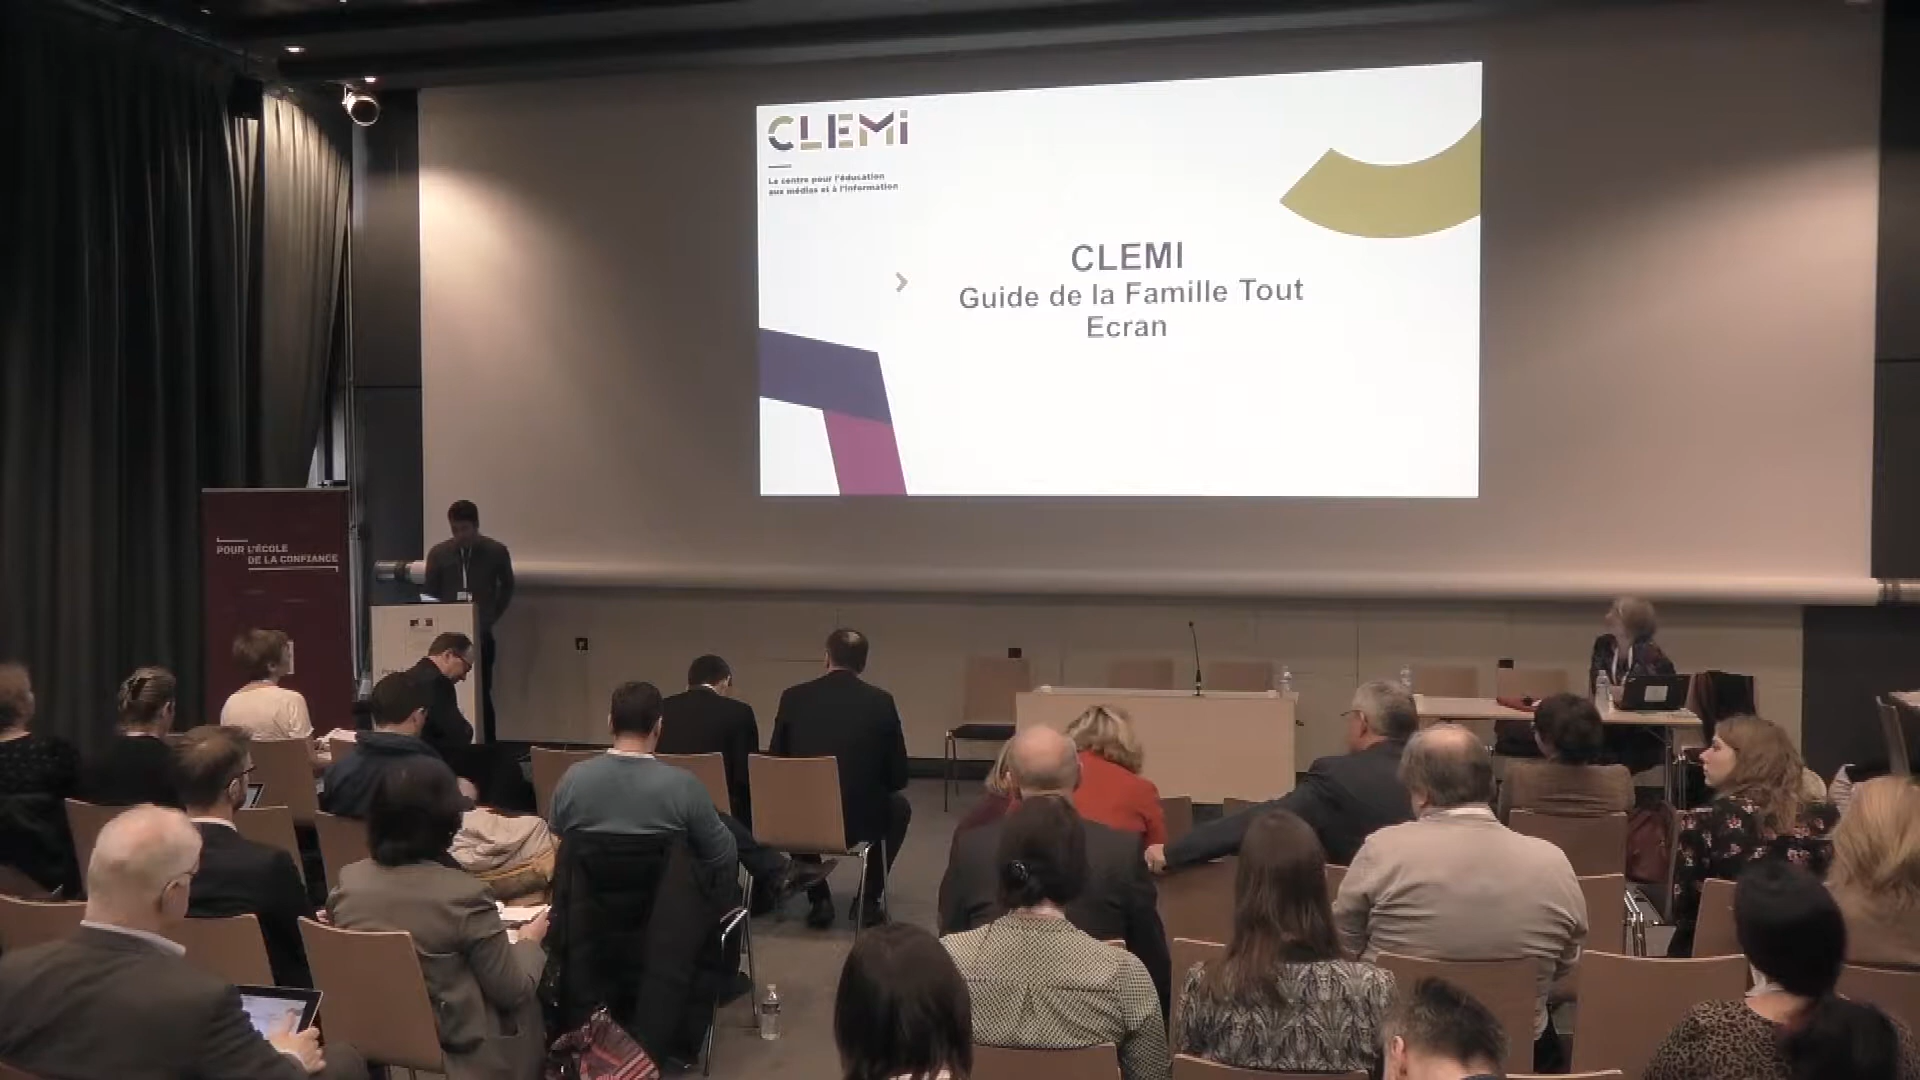 CLEMi
Le centre pour l'éducation
aux médias et à l'information
CLEMI
Guide de la Famille Tout
Ecran
POUR L'ÉCOLE
DE LA CONFIANCE